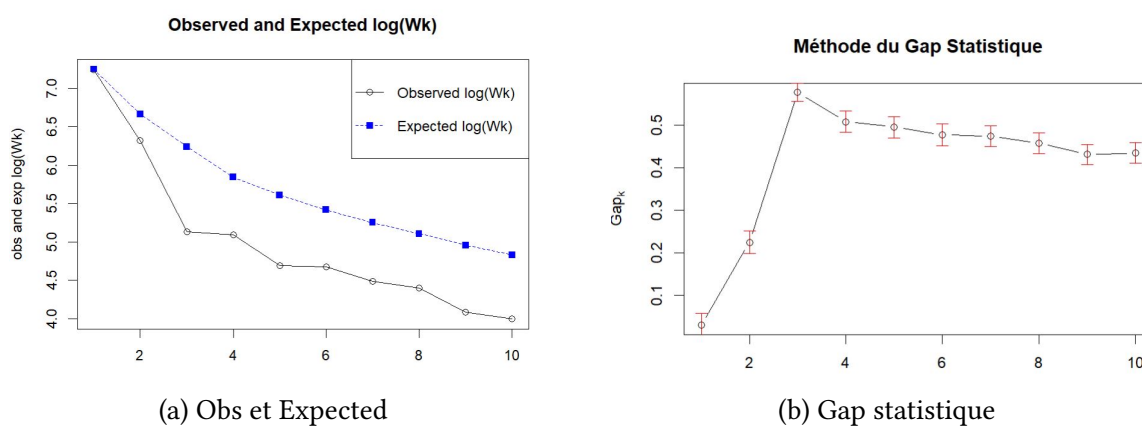 Observed and Expected log(Wk)
obs and exp log(Wk)
7.0
6.5
6.0
5.5
5.0
4.5
4.0
Observed log(Wk)
Expected log(Wk)
2 4 6 8 10
(a) Obs et Expected
Méthode du Gap Statistique
Gapk
0.5
0.4
0.3
0.2
0.1
2 4 6 8 10
(b) Gap statistique